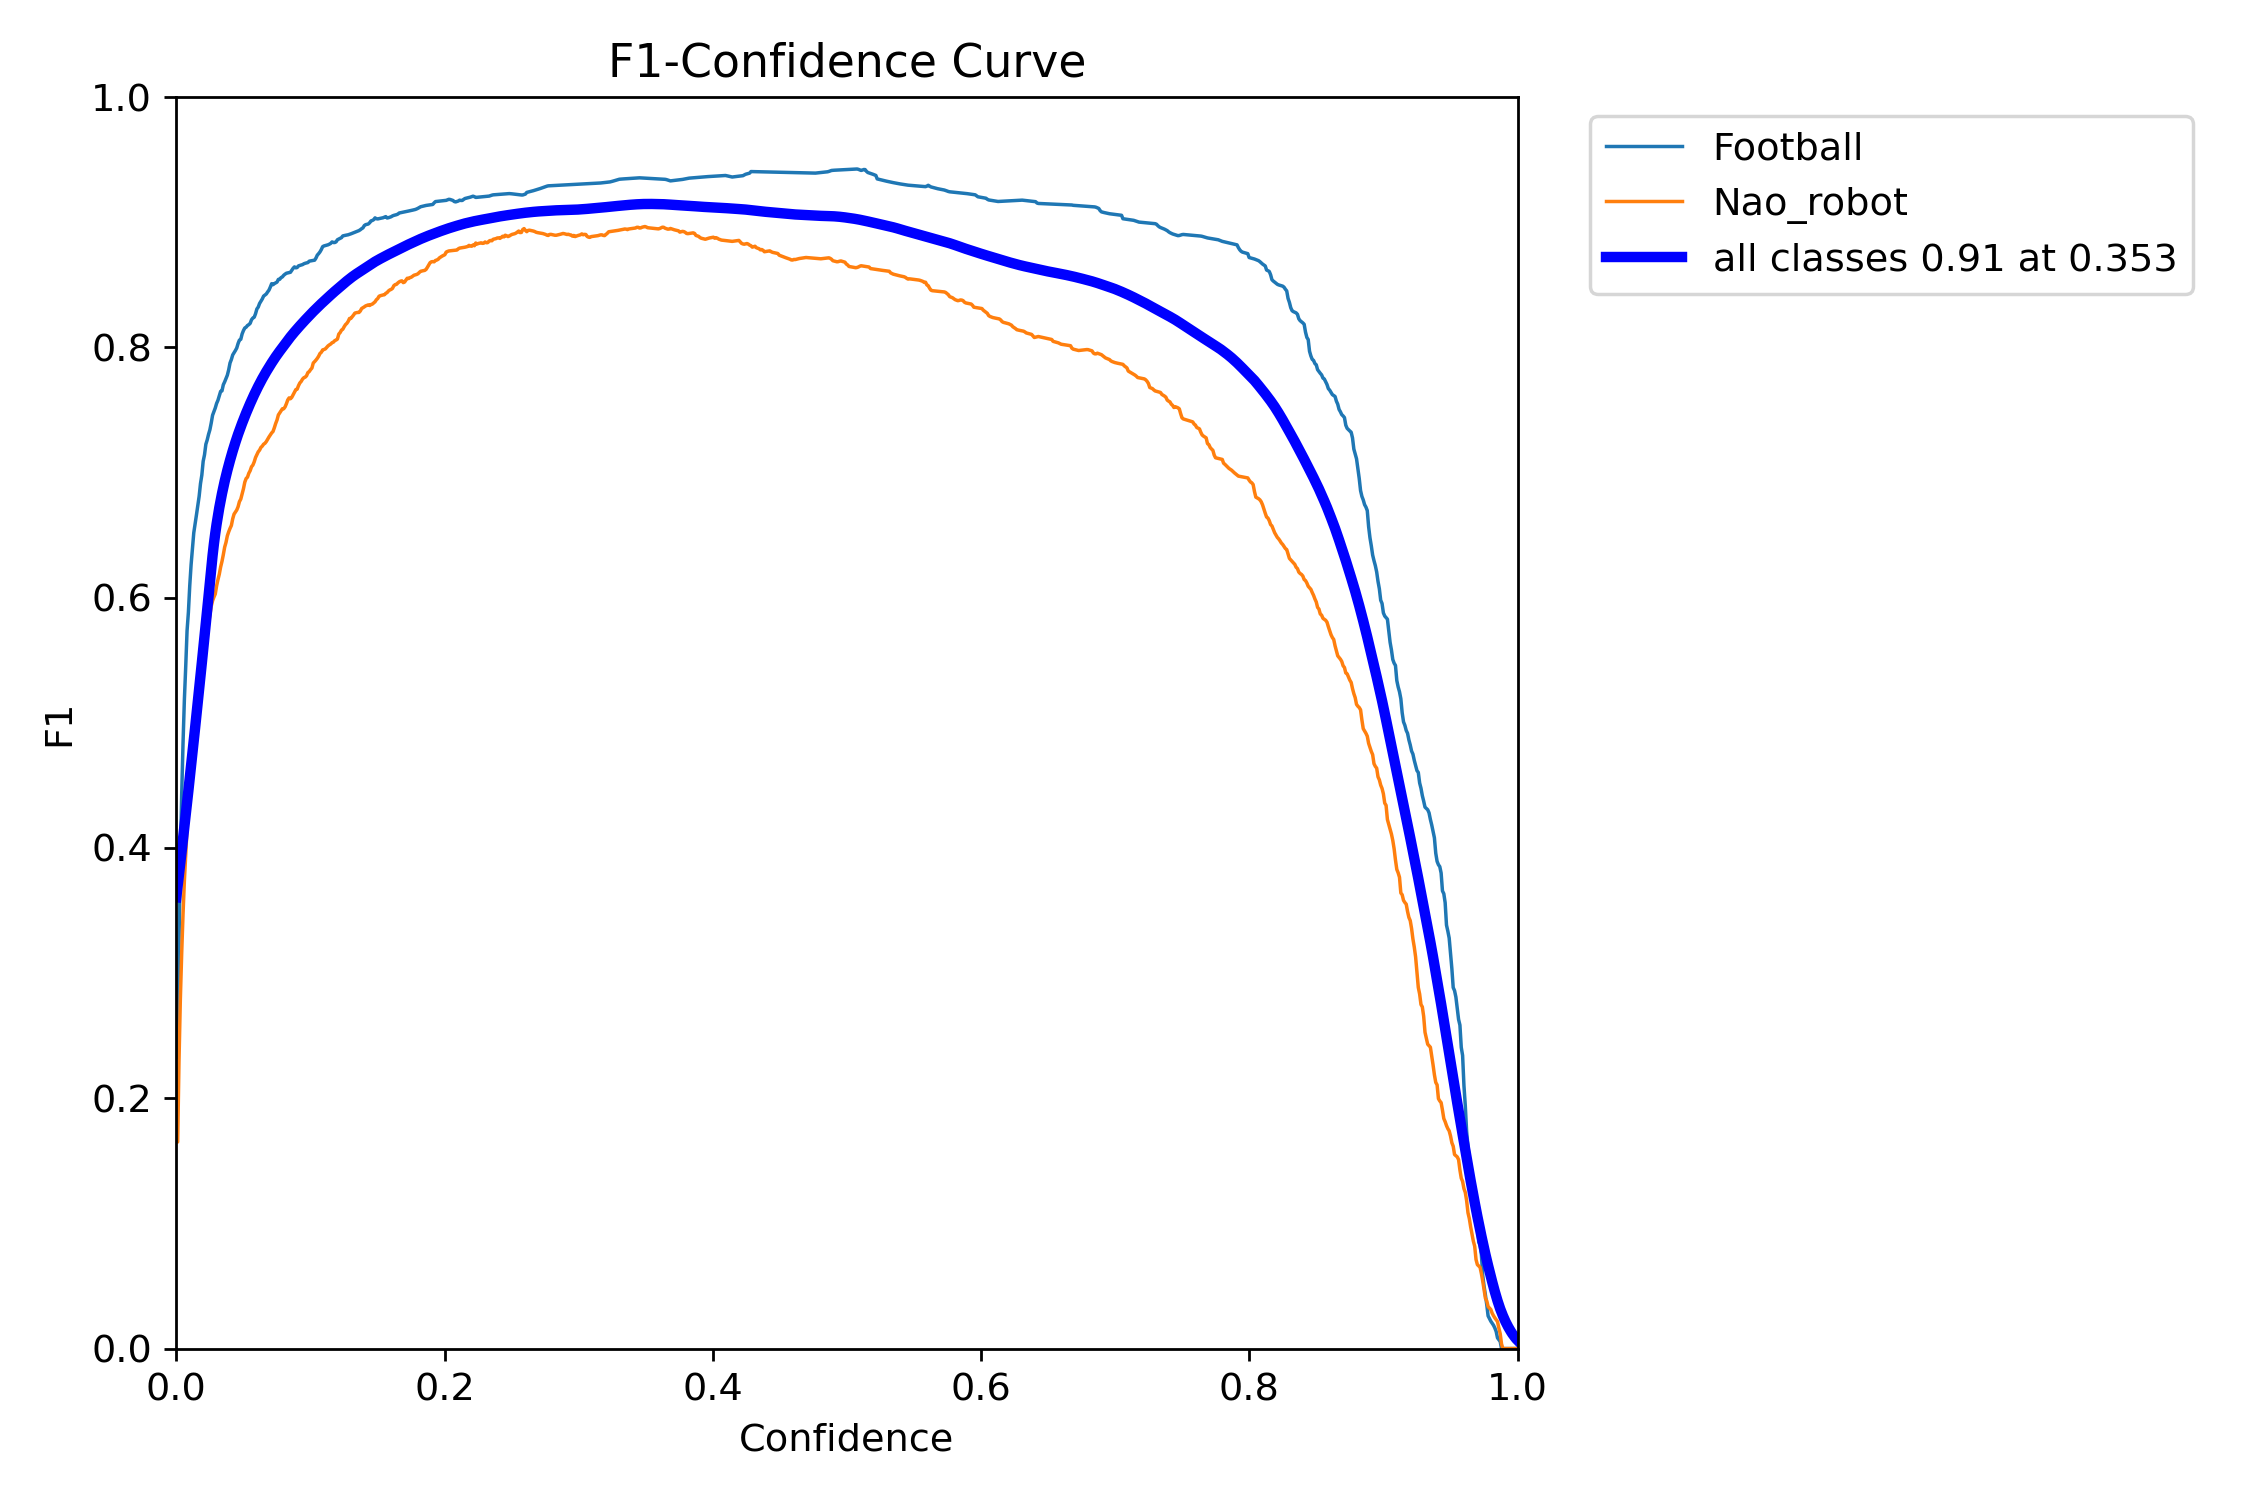 F1-Confidence Curve
1.0
0.8
0.6
0.4
0.2
0.0
F1
0.0 0.2 0.4 0.6 0.8 1.0
Confidence
Football
Nao_robot
all classes 0.91 at 0.353